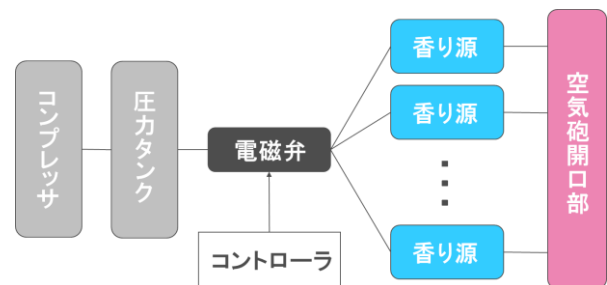 コンプレッサ
圧力タンク
電磁弁
コントローラ
香り源
香り源
香り源
空気砲開口部